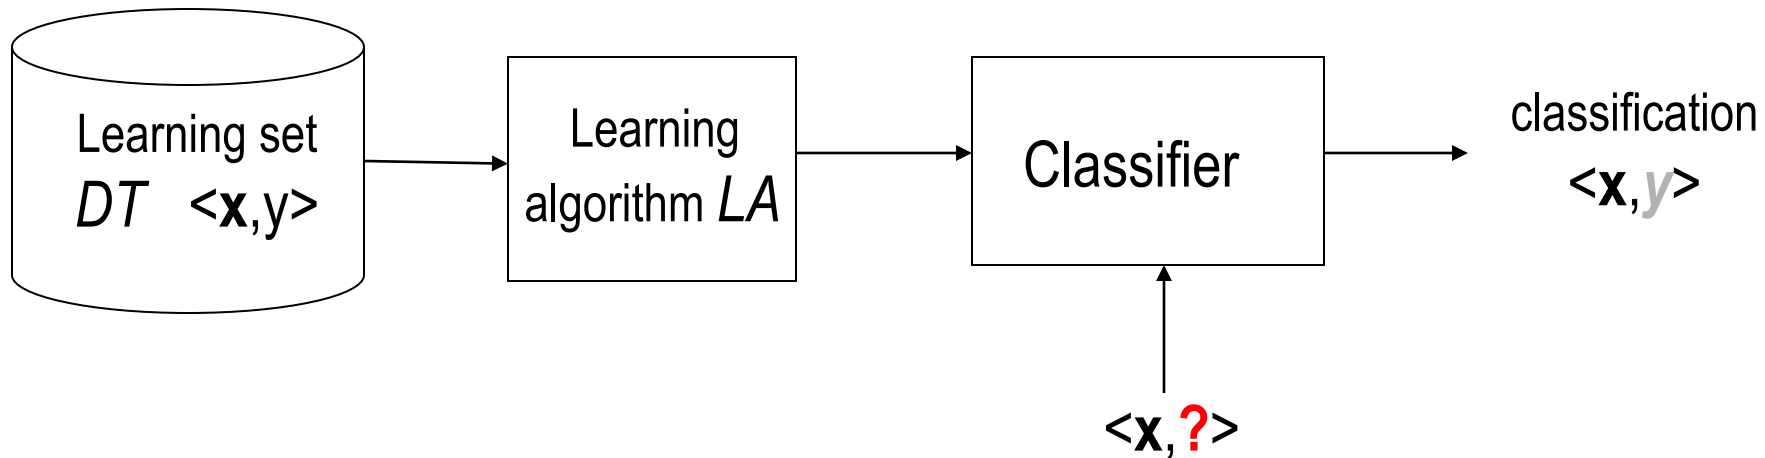 Learning set
DT <x,y>
Learning
algorithm LA
Classifier
classification
<x,y>
<x,?>